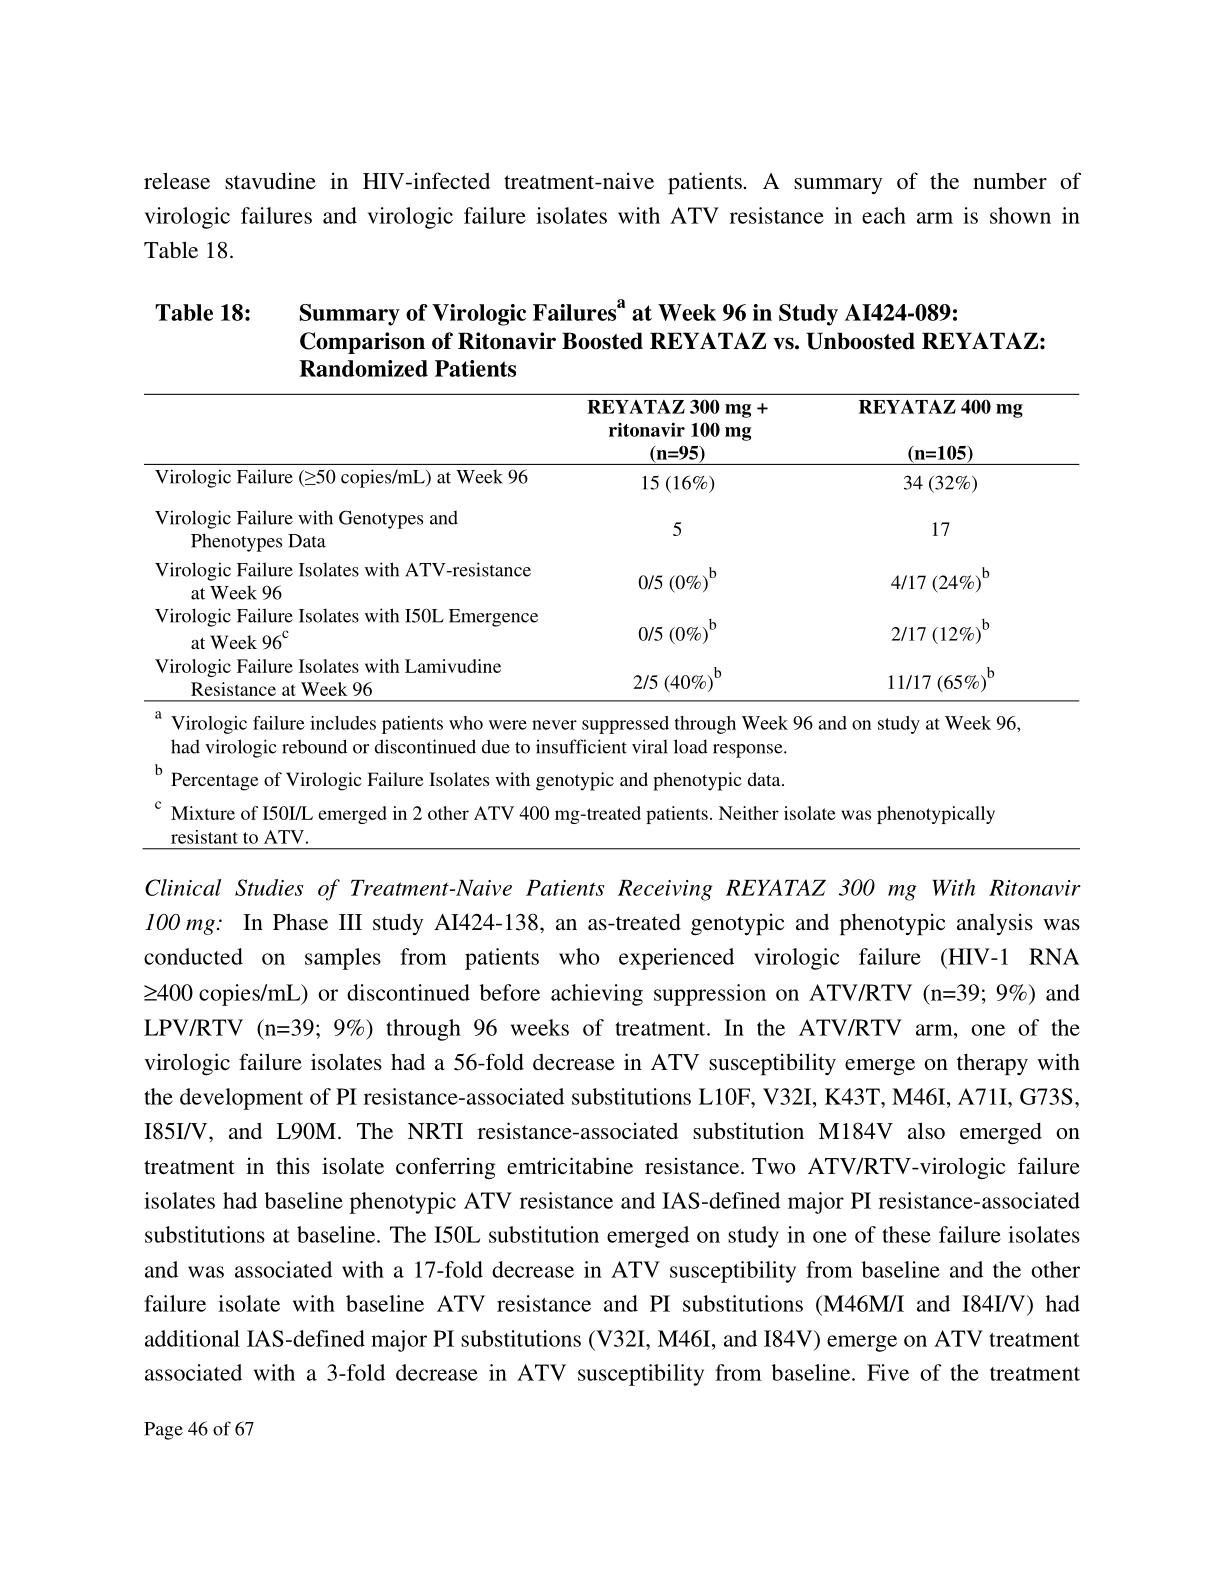 release stavudine in HIV-infected treatment-naive patients. A summary of the number of
virologic failures and virologic failure isolates with ATV resistance in each arm is shown in
Table 18.
Table 18: Summary of Virologic Failures^a at Week 96 in Study AI424-089:
Comparison of Ritonavir Boosted REYATAZ vs. Unboosted REYATAZ:
Randomized Patients
REYATAZ 300 mg + REYATAZ 400 mg
ritonavir 100 mg
(n=95) (n=105)
Virologic Failure (≥50 copies/mL) at Week 96 15 (16%) 34 (32%)
Virologic Failure with Genotypes and
Phenotypes Data 5 17
Virologic Failure Isolates with ATV-resistance
at Week 96 0/5 (0%)^b 4/17 (24%)^b
Virologic Failure Isolates with I50L Emergence
at Week 96^c 0/5 (0%)^b 2/17 (12%)^b
Virologic Failure Isolates with Lamivudine
Resistance at Week 96 2/5 (40%)^b 11/17 (65%)^b
^a Virologic failure includes patients who were never suppressed through Week 96 and on study at Week 96,
had virologic rebound or discontinued due to insufficient viral load response.
^b Percentage of Virologic Failure Isolates with genotypic and phenotypic data.
^c Mixture of I50I/L emerged in 2 other ATV 400 mg-treated patients. Neither isolate was phenotypically
resistant to ATV.
Clinical Studies of Treatment-Naive Patients Receiving REYATAZ 300 mg With Ritonavir
100 mg: In Phase III study AI424-138, an as-treated genotypic and phenotypic analysis was
conducted on samples from patients who experienced virologic failure (HIV-1 RNA
≥400 copies/mL) or discontinued before achieving suppression on ATV/RTV (n=39; 9%) and
LPV/RTV (n=39; 9%) through 96 weeks of treatment. In the ATV/RTV arm, one of the
virologic failure isolates had a 56-fold decrease in ATV susceptibility emerge on therapy with
the development of PI resistance-associated substitutions L10F, V32I, K43T, M46I, A71I, G73S,
I85I/V, and L90M. The NRTI resistance-associated substitution M184V also emerged on
treatment in this isolate conferring emtricitabine resistance. Two ATV/RTV-virologic failure
isolates had baseline phenotypic ATV resistance and IAS-defined major PI resistance-associated
substitutions at baseline. The I50L substitution emerged on study in one of these failure isolates
and was associated with a 17-fold decrease in ATV susceptibility from baseline and the other
failure isolate with baseline ATV resistance and PI substitutions (M46M/I and I84I/V) had
additional IAS-defined major PI substitutions (V32I, M46I, and I84V) emerge on ATV treatment
associated with a 3-fold decrease in ATV susceptibility from baseline. Five of the treatment
Page 46 of 67